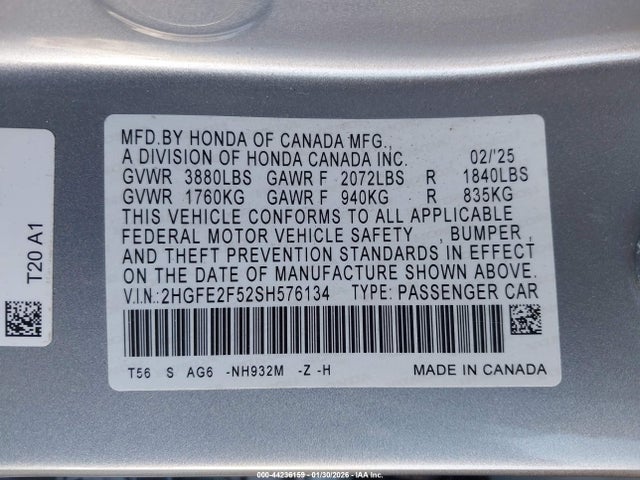 MFD.BY HONDA OF CANADA MFG.,
A DIVISION OF HONDA CANADA INC. 02/'25
GVWR 3880LBS GAWR F 2072LBS R 1840LBS
GVWR 1760KG GAWR F 940KG R 835KG
THIS VEHICLE CONFORMS TO ALL APPLICABLE
FEDERAL MOTOR VEHICLE SAFETY , BUMPER ,
AND THEFT PREVENTION STANDARDS IN EFFECT
ON THE DATE OF MANUFACTURE SHOWN ABOVE.
V.I.N.: 2HGFE2F52SH576134 TYPE: PASSENGER CAR
T56 S AG6 -NH932M -Z -H MADE IN CANADA
T20 A1
000-44236159 - 01/30/2026 - IAA Inc.